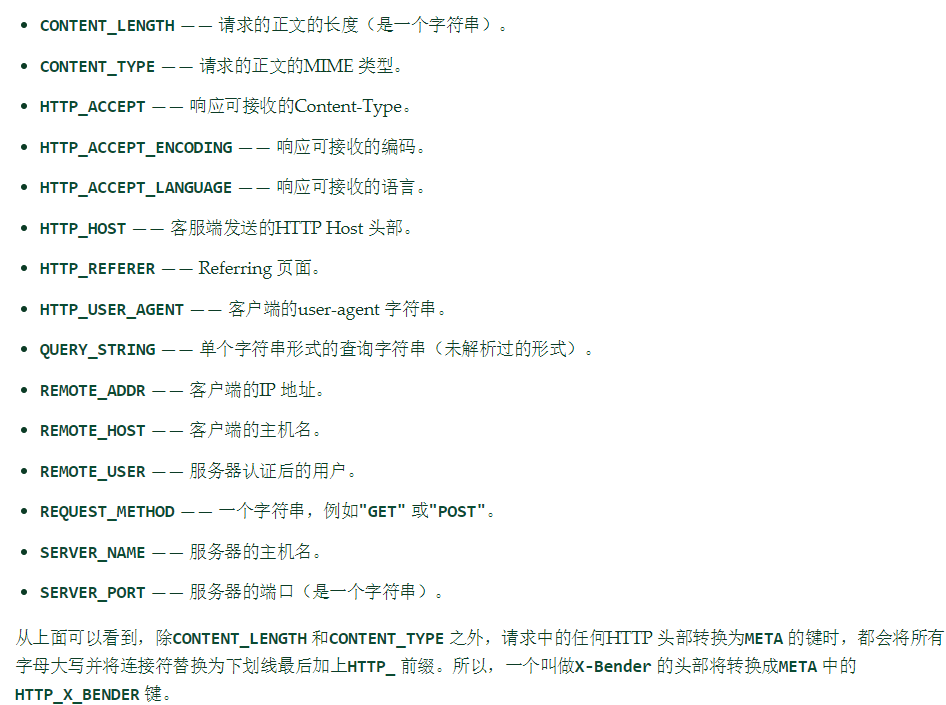 • CONTENT_LENGTH —— 请求的正文的长度（是一个字符串）。
• CONTENT_TYPE —— 请求的正文的MIME 类型。
• HTTP_ACCEPT —— 响应可接收的Content-Type。
• HTTP_ACCEPT_ENCODING —— 响应可接收的编码。
• HTTP_ACCEPT_LANGUAGE —— 响应可接收的语言。
• HTTP_HOST —— 客服端发送的HTTP Host 头部。
• HTTP_REFERER —— Referring 页面。
• HTTP_USER_AGENT —— 客户端的user-agent 字符串。
• QUERY_STRING —— 单个字符串形式的查询字符串（未解析过的形式）。
• REMOTE_ADDR —— 客户端的IP 地址。
• REMOTE_HOST —— 客户端的主机名。
• REMOTE_USER —— 服务器认证后的用户。
• REQUEST_METHOD —— 一个字符串，例如"GET" 或"POST"。
• SERVER_NAME —— 服务器的主机名。
• SERVER_PORT —— 服务器的端口（是一个字符串）。
从上面可以看到，除CONTENT_LENGTH 和CONTENT_TYPE 之外，请求中的任何HTTP 头部转换为META 的键时，都会将所有
字母大写并将连接符替换为下划线最后加上HTTP_ 前缀。所以，一个叫做X-Bender 的头部将转换成META 中的
HTTP_X_BENDER 键。